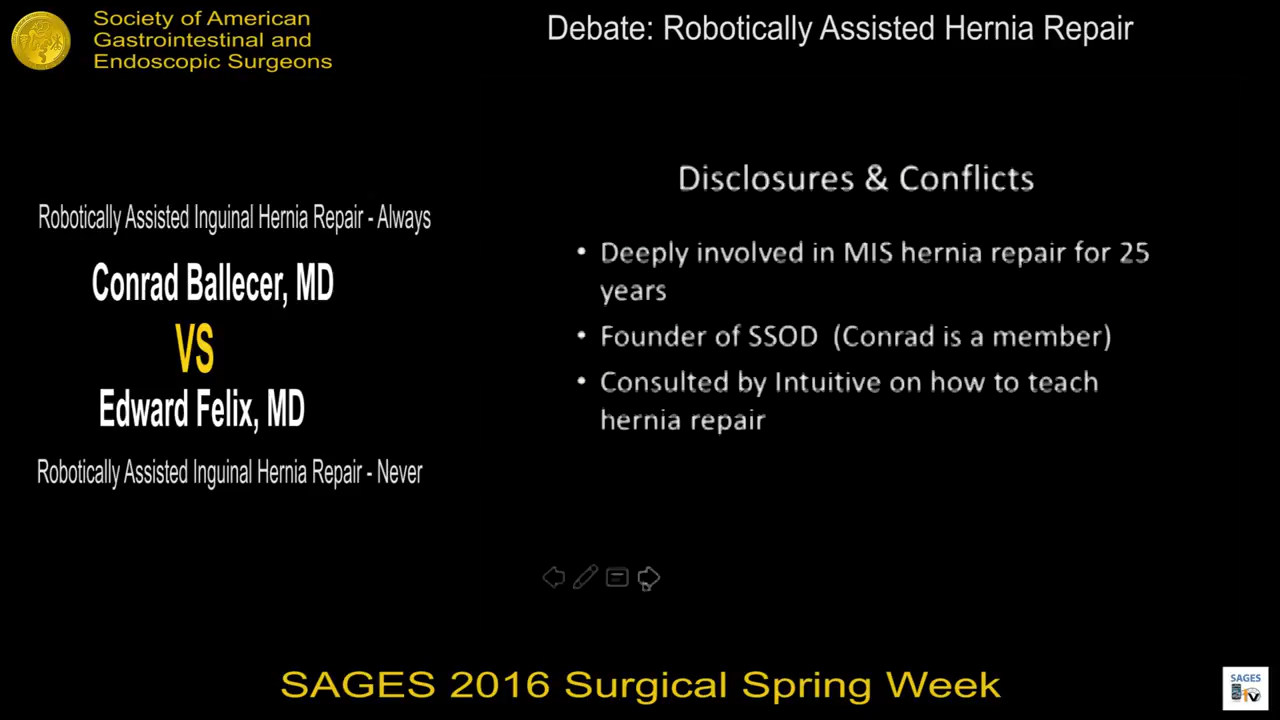 Society of American
Gastrointestinal and
Endoscopic Surgeons
Debate: Robotically Assisted Hernia Repair
Robotically Assisted Inguinal Hernia Repair - Always
Conrad Ballecer, MD
VS
Edward Felix, MD
Robotically Assisted Inguinal Hernia Repair - Never
Disclosures & Conflicts
• Deeply involved in MIS hernia repair for 25
years
• Founder of SSOD (Conrad is a member)
• Consulted by Intuitive on how to teach
hernia repair
SAGES 2016 Surgical Spring Week
SAGES
TV